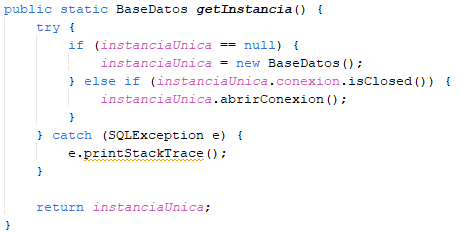 public static BaseDatos getInstancia() {
    try {
        if (instanciaUnica == null) {
            instanciaUnica = new BaseDatos();
        } else if (instanciaUnica.conexion.isClosed()) {
            instanciaUnica.abrirConexion();
        }
    } catch (SQLException e) {
        e.printStackTrace();
    }

    return instanciaUnica;
}